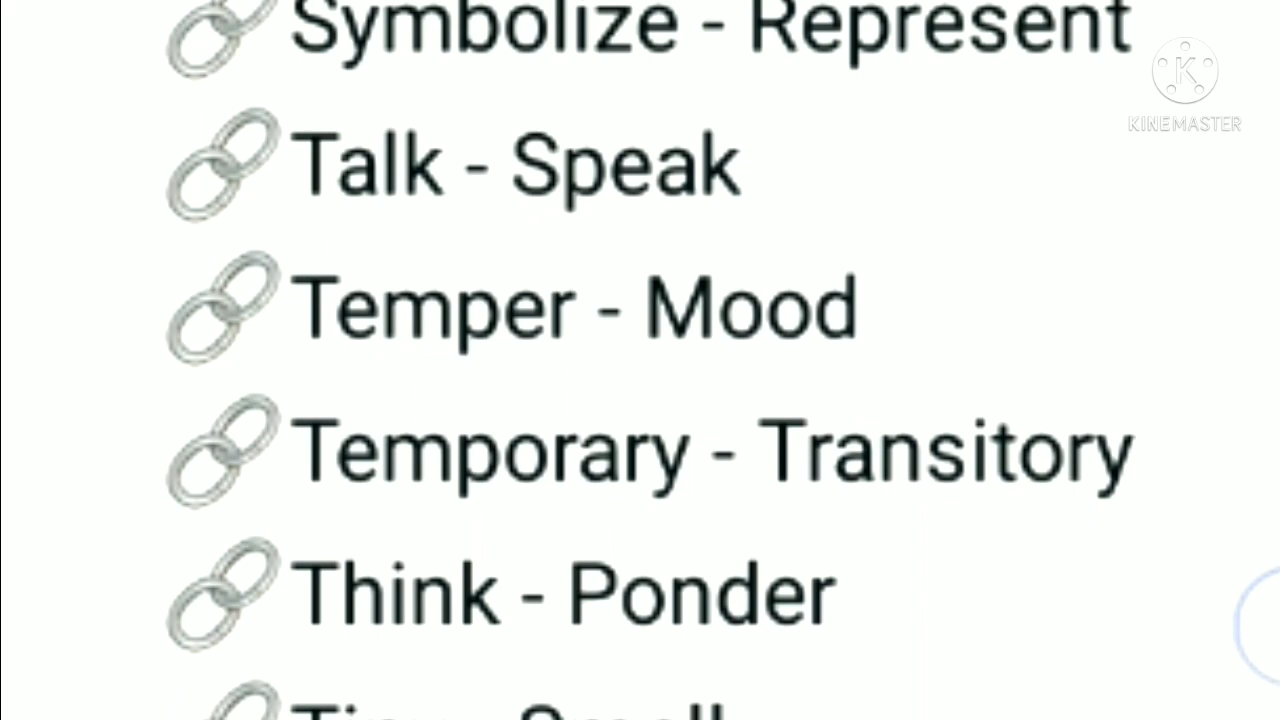 Symbolize - Represent
K
KINEMASTER
Talk - Speak
Temper - Mood
Temporary - Transitory
Think - Ponder